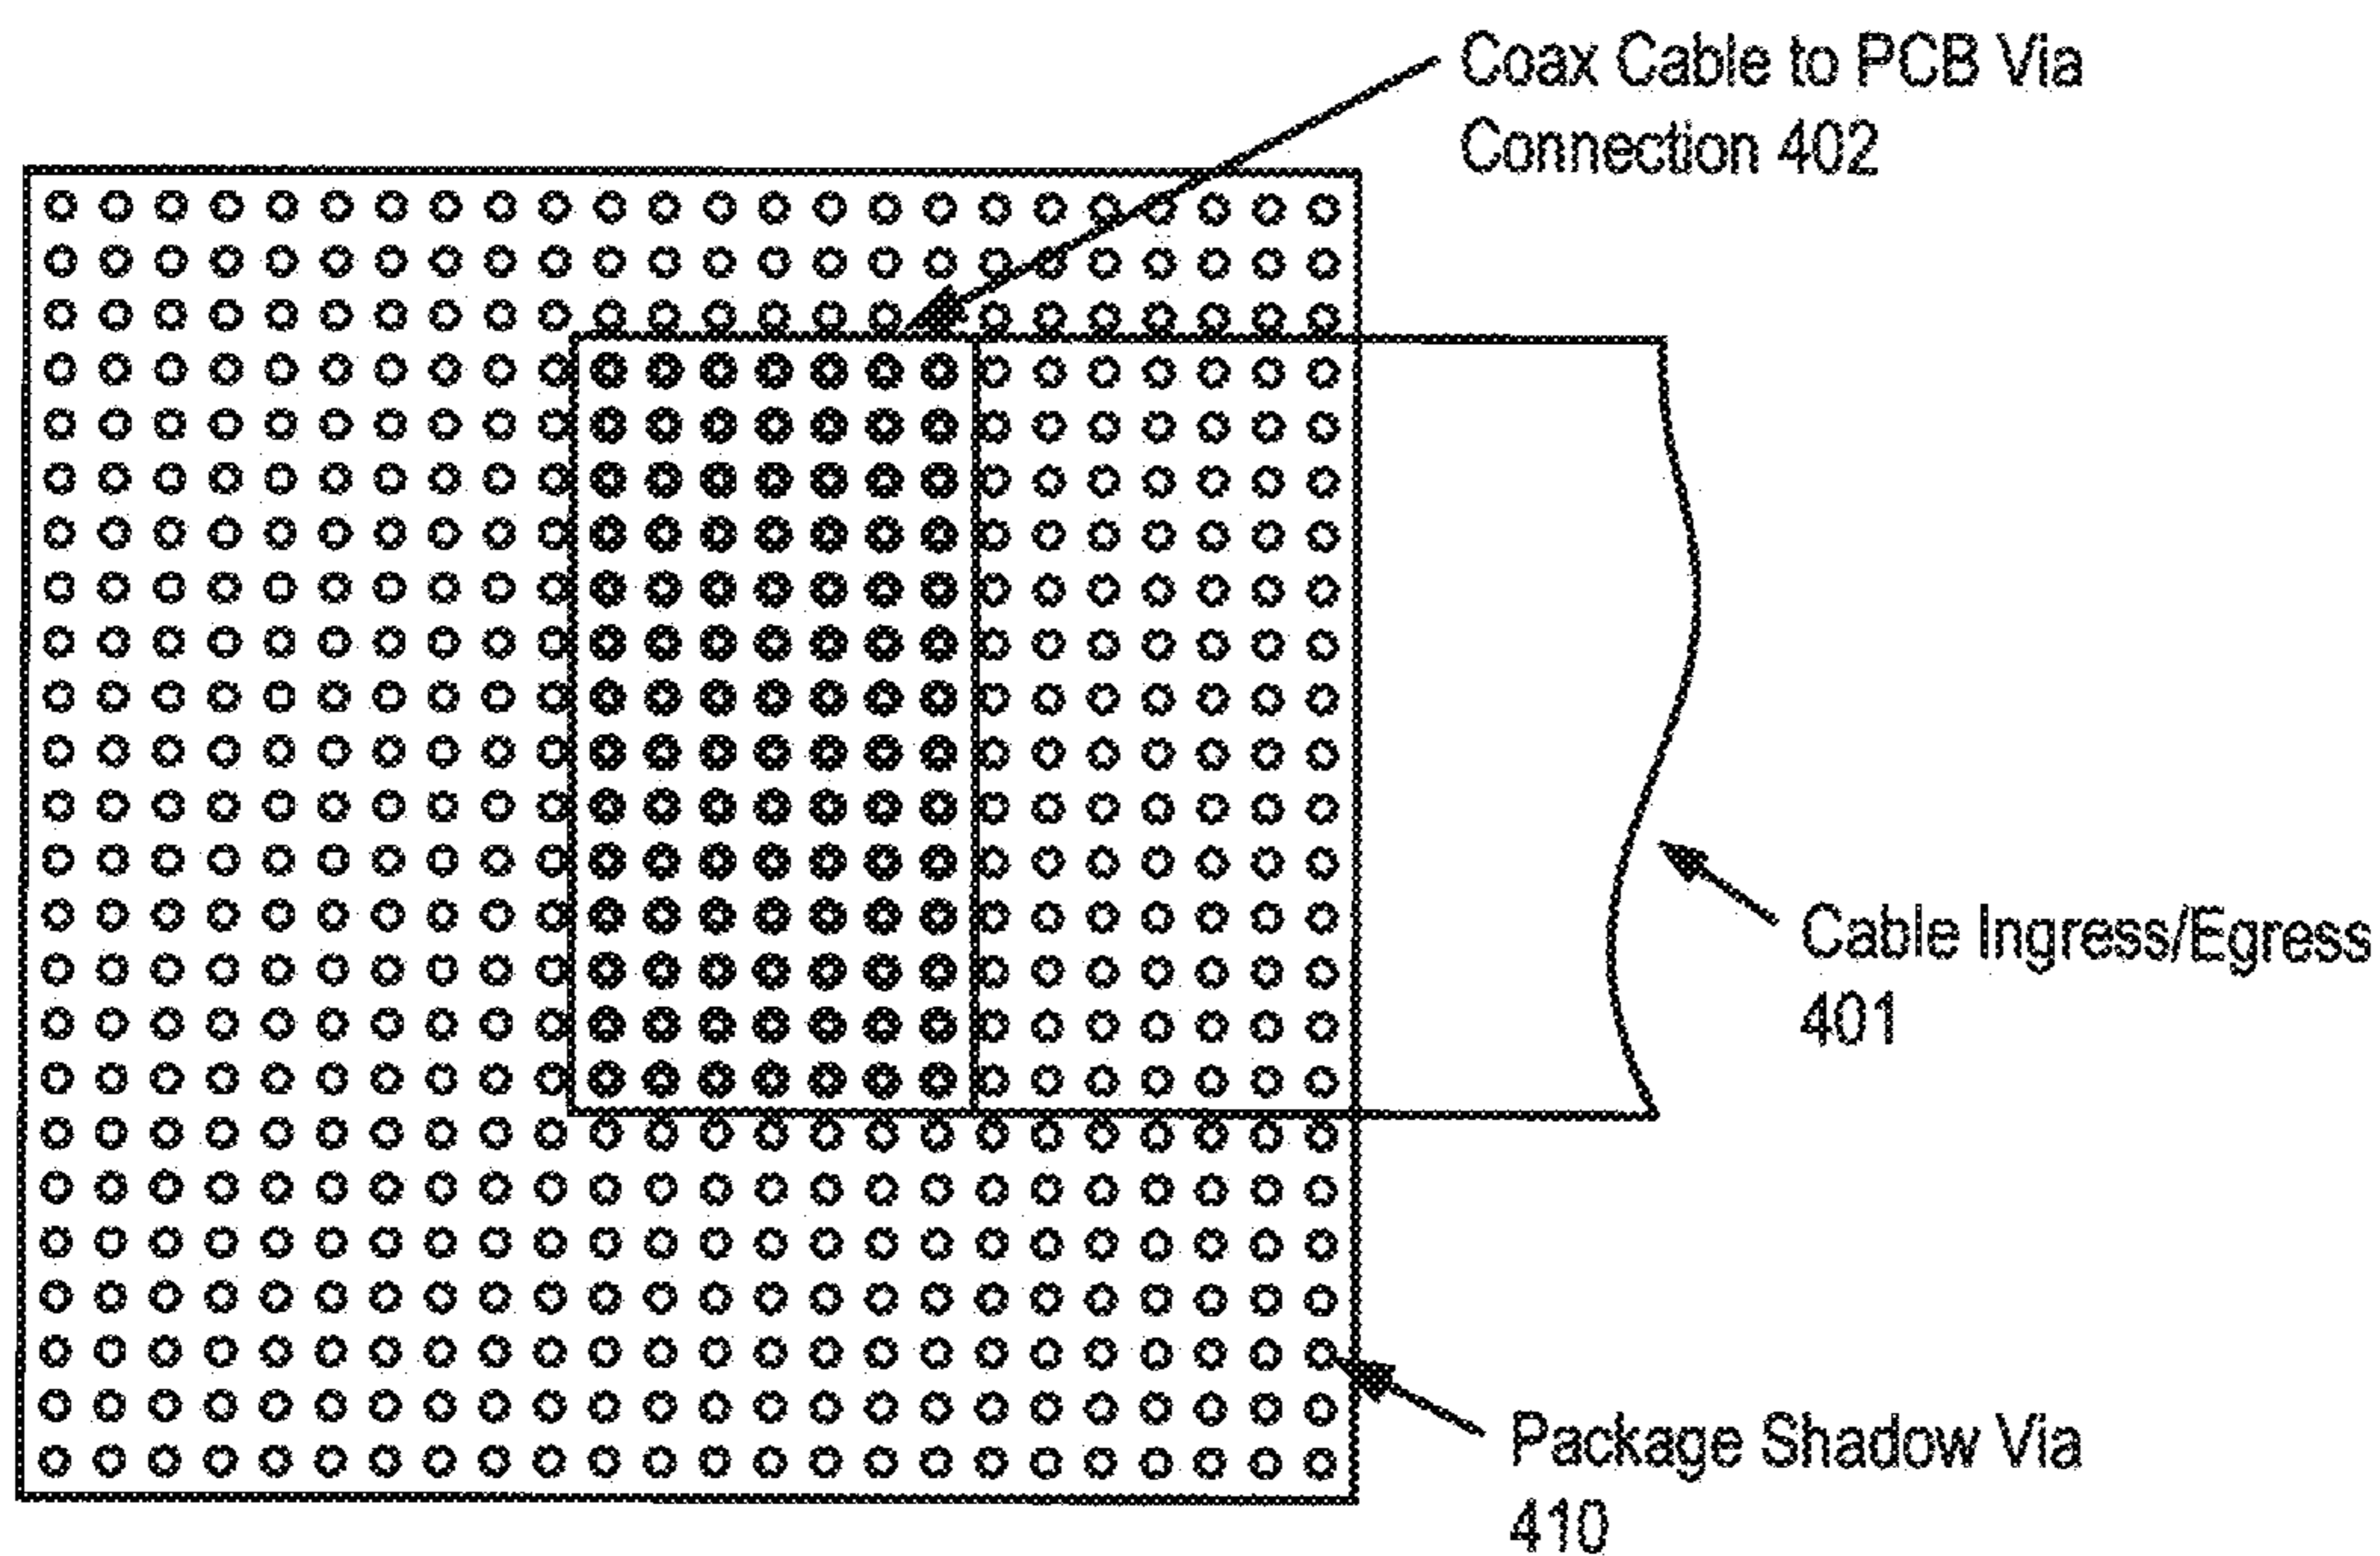 Coax Cable to PCB Via
Connection 402
Cable Ingress/Egress
401
Package Shadow Via
410